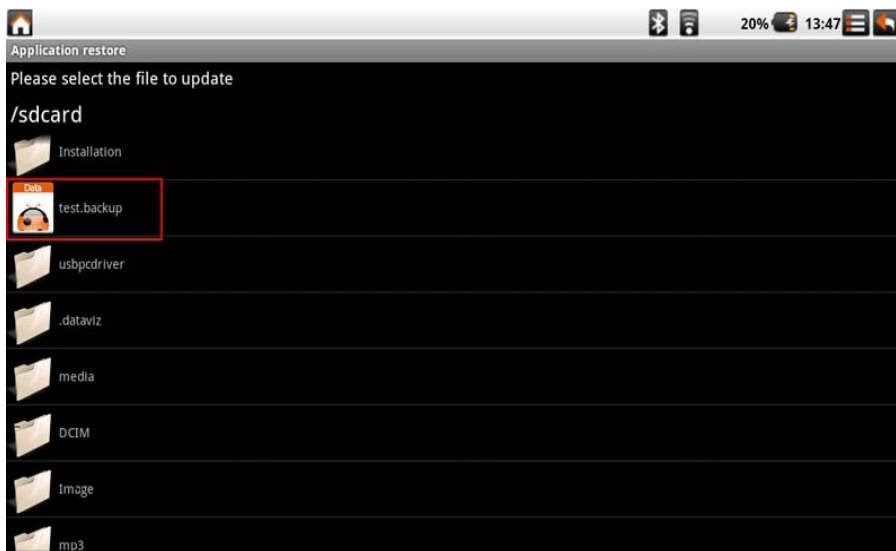 20% 13:47
Application restore
Please select the file to update
/sdcard
Installation
Data
test.backup
usbpcdriver
.dataviz
media
DCIM
Image
mp3